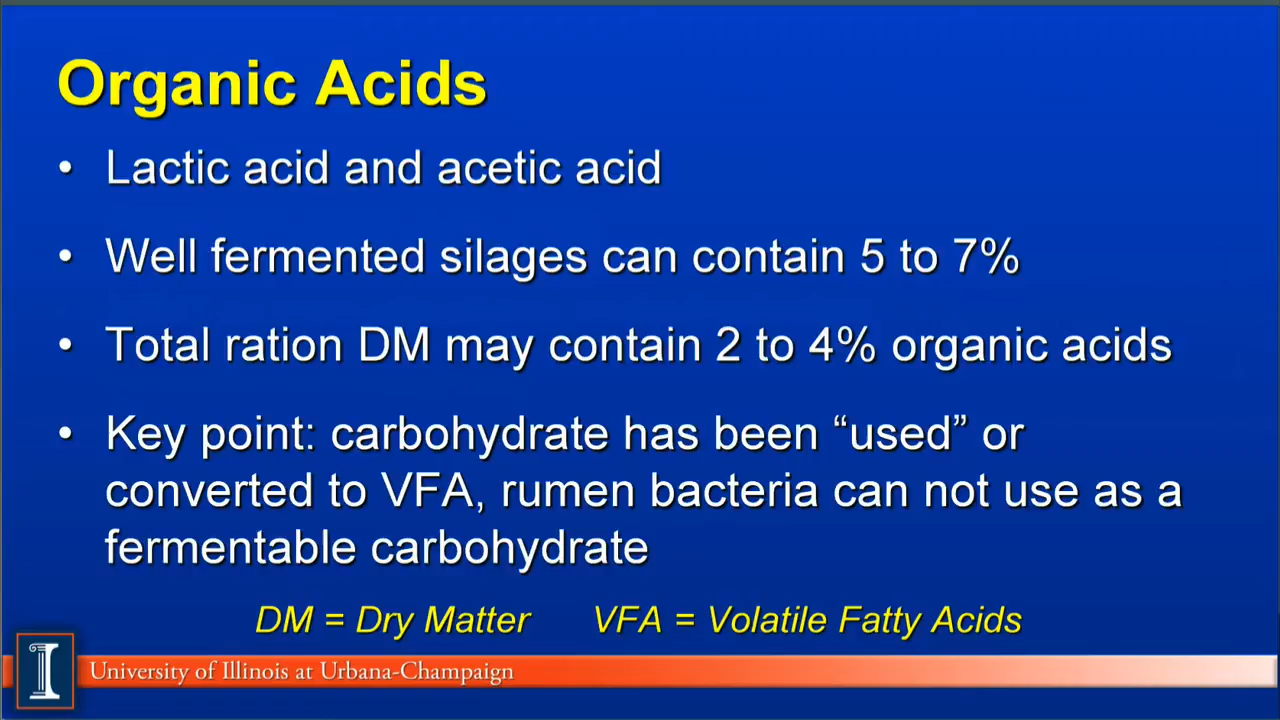 Organic Acids
• Lactic acid and acetic acid
• Well fermented silages can contain 5 to 7%
• Total ration DM may contain 2 to 4% organic acids
• Key point: carbohydrate has been “used” or
converted to VFA, rumen bacteria can not use as a
fermentable carbohydrate
DM = Dry Matter VFA = Volatile Fatty Acids
I University of Illinois at Urbana-Champaign